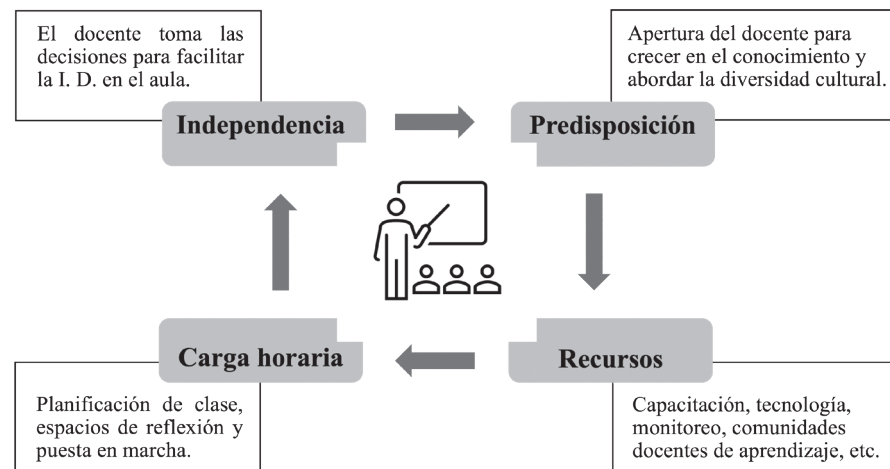 El docente toma las
decisiones para facilitar
la I. D. en el aula.
Independencia
Apertura del docente para
crecer en el conocimiento y
abordar la diversidad cultural.
Predisposición
Carga horaria
Planificación de clase,
espacios de reflexión y
puesta en marcha.
Recursos
Capacitación, tecnología,
monitoreo, comunidades
docentes de aprendizaje, etc.